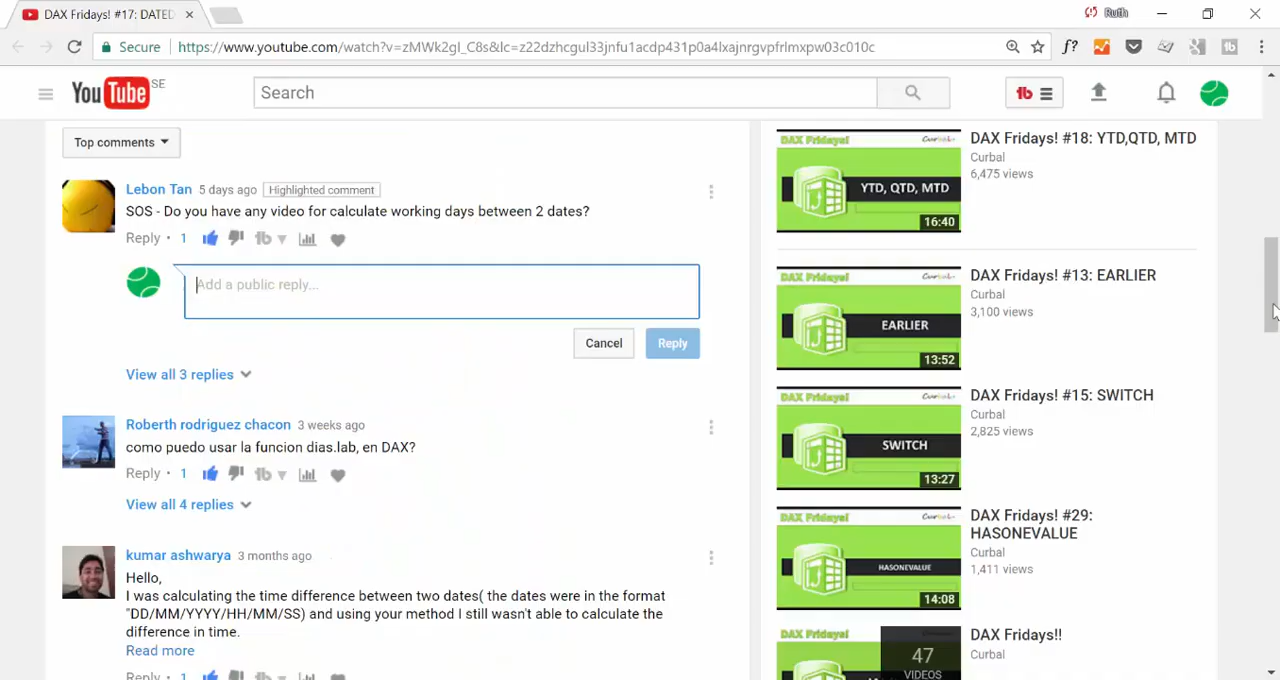 DAX Fridays! #17: DATED
Ruth
Secure
https://www.youtube.com/watch?v=zMWk2gI_C8s&lc=z22dzhcgul33jnfu1acdp431p0a4lxajnrgvpfrlmxpw03c010c
f?
YouTube SE
Search
Top comments
Lebon Tan 5 days ago Highlighted comment
SOS - Do you have any video for calculate working days between 2 dates?
Reply • 1
Add a public reply...
Cancel
Reply
View all 3 replies
Roberth rodriguez chacon 3 weeks ago
como puedo usar la funcion dias.lab, en DAX?
Reply • 1
View all 4 replies
kumar ashwarya 3 months ago
Hello,
I was calculating the time difference between two dates( the dates were in the format
"DD/MM/YYYY/HH/MM/SS) and using your method I still wasn't able to calculate the
difference in time.
Read more
Reply • 1
DAX Fridays!
Curbal
YTD, QTD, MTD
16:40
DAX Fridays! #18: YTD,QTD, MTD
Curbal
6,475 views
DAX Fridays!
Curbal
EARLIER
13:52
DAX Fridays! #13: EARLIER
Curbal
3,100 views
DAX Fridays!
Curbal
SWITCH
13:27
DAX Fridays! #15: SWITCH
Curbal
2,825 views
DAX Fridays!
Curbal
HASONEVALUE
14:08
DAX Fridays! #29:
HASONEVALUE
Curbal
1,411 views
DAX Fridays!
47
VIDEOS
DAX Fridays!!
Curbal